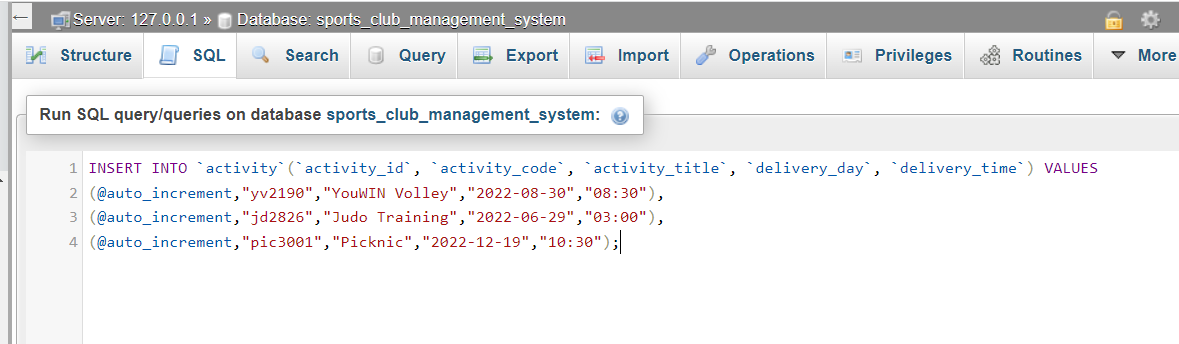 Server: 127.0.0.1 » Database: sports_club_management_system
Structure SQL Search Query Export Import Operations Privileges Routines More
Run SQL query/queries on database sports_club_management_system:
1 INSERT INTO `activity`(`activity_id`, `activity_code`, `activity_title`, `delivery_day`, `delivery_time`) VALUES
2 (@auto_increment,"yv2190","YouWIN Volley","2022-08-30","08:30"),
3 (@auto_increment,"jd2826","Judo Training","2022-06-29","03:00"),
4 (@auto_increment,"pic3001","Picknic","2022-12-19","10:30");